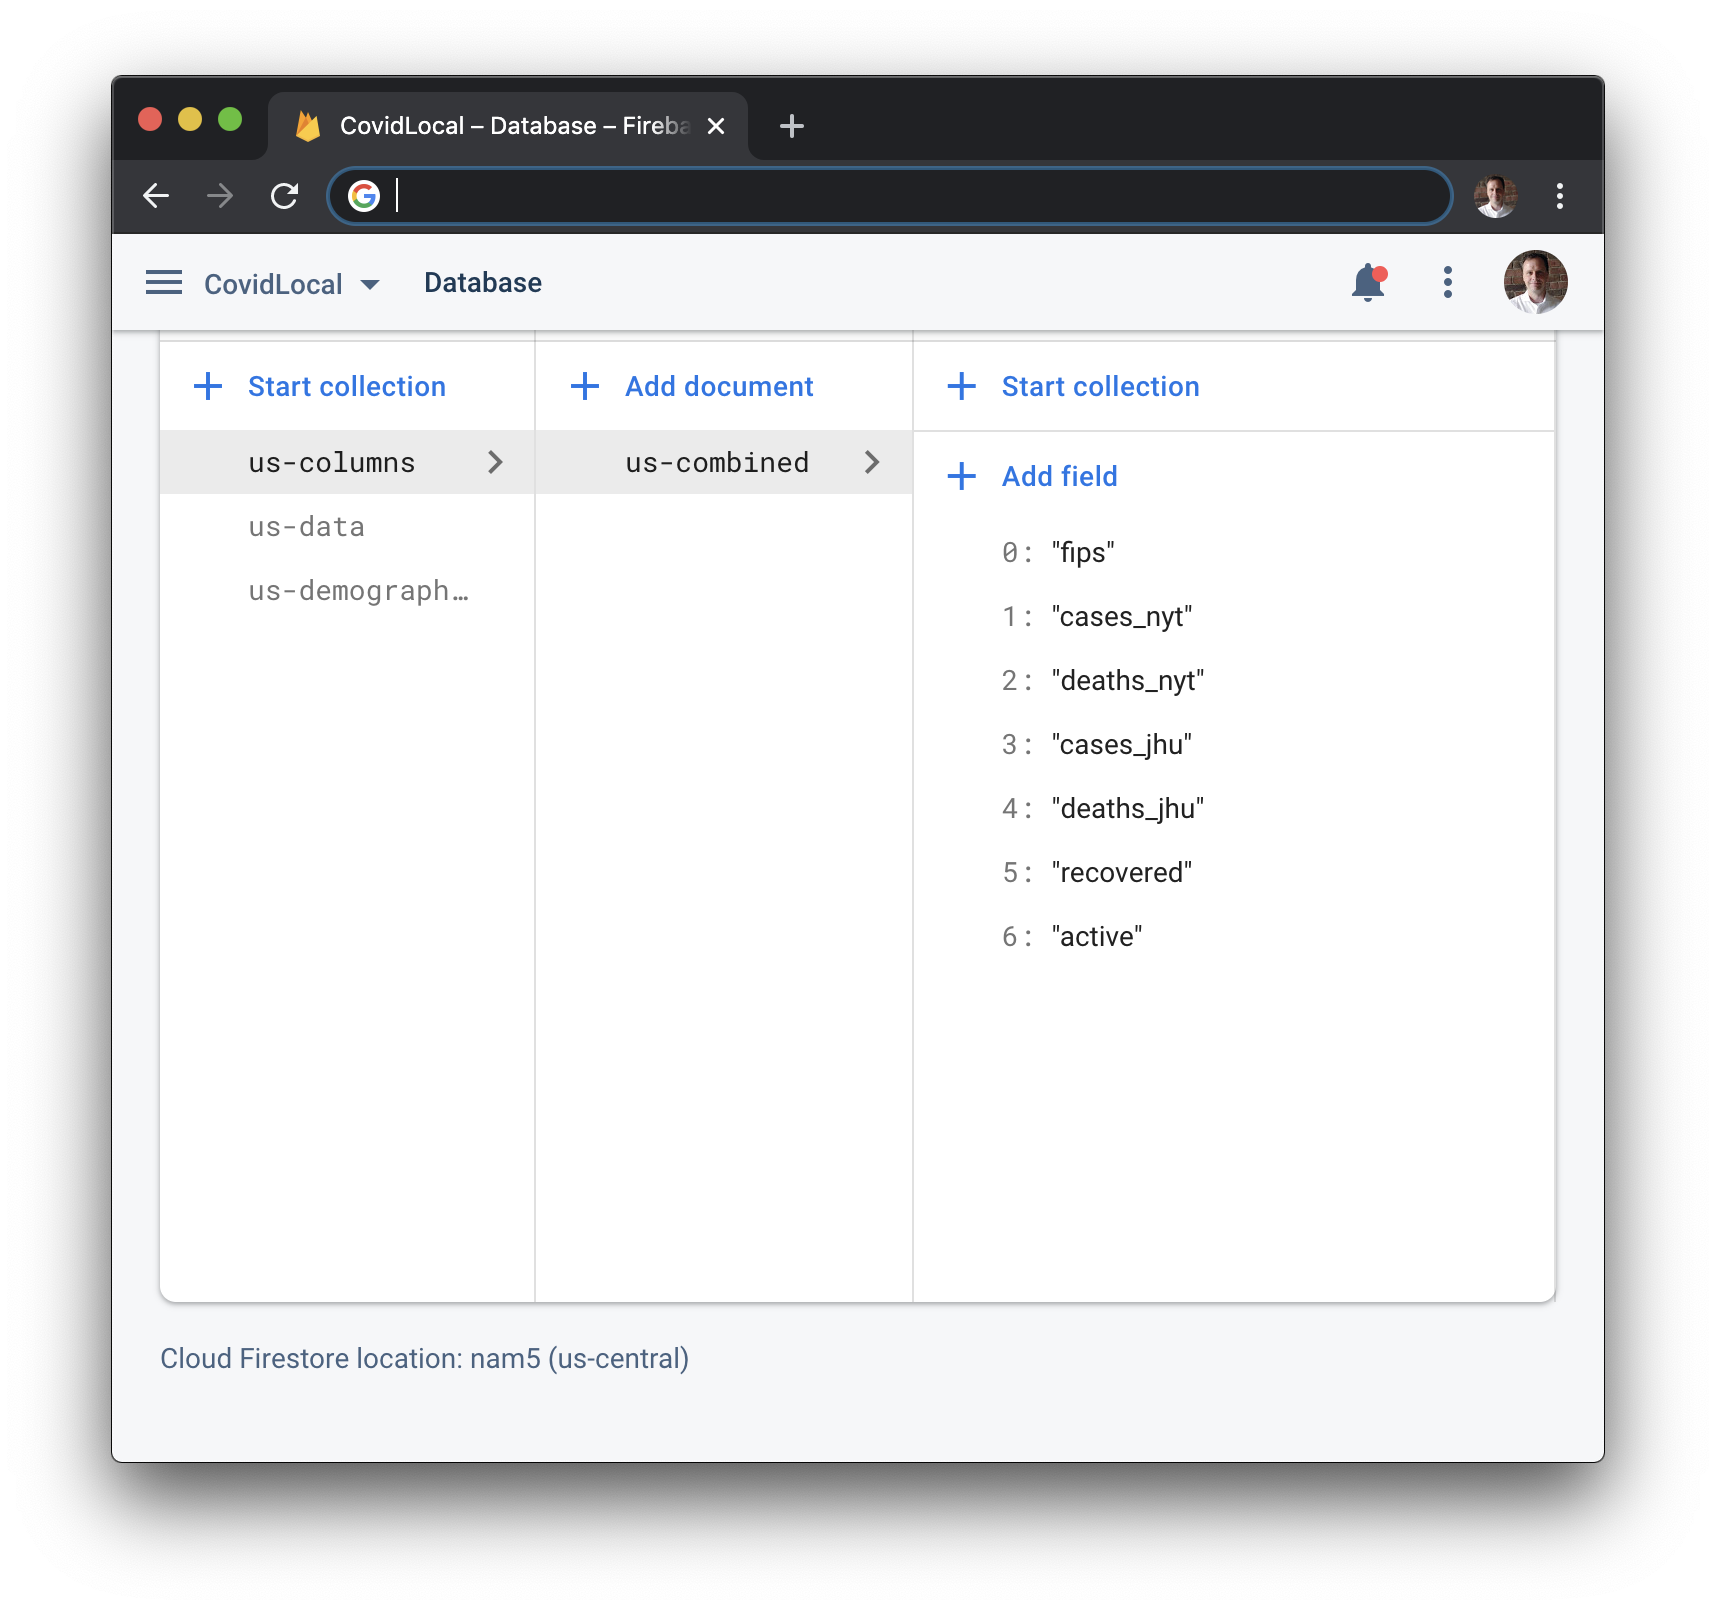 CovidLocal – Database – Fireba
CovidLocal Database
Start collection
Add document
Start collection
us-columns
us-data
us-demograph…
us-combined
Add field
0: "fips"
1: "cases_nyt"
2: "deaths_nyt"
3: "cases_jhu"
4: "deaths_jhu"
5: "recovered"
6: "active"
Cloud Firestore location: nam5 (us-central)